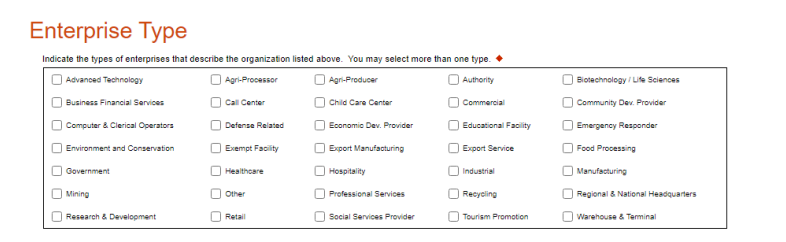 Enterprise Type
Indicate the types of enterprises that describe the organization listed above. You may select more than one type. ◆
Advanced Technology Agri-Processor Agri-Producer Authority Biotechnology / Life Sciences
Business Financial Services Call Center Child Care Center Commercial Community Dev. Provider
Computer & Clerical Operators Defense Related Economic Dev. Provider Educational Facility Emergency Responder
Environment and Conservation Exempt Facility Export Manufacturing Export Service Food Processing
Government Healthcare Hospitality Industrial Manufacturing
Mining Other Professional Services Recycling Regional & National Headquarters
Research & Development Retail Social Services Provider Tourism Promotion Warehouse & Terminal